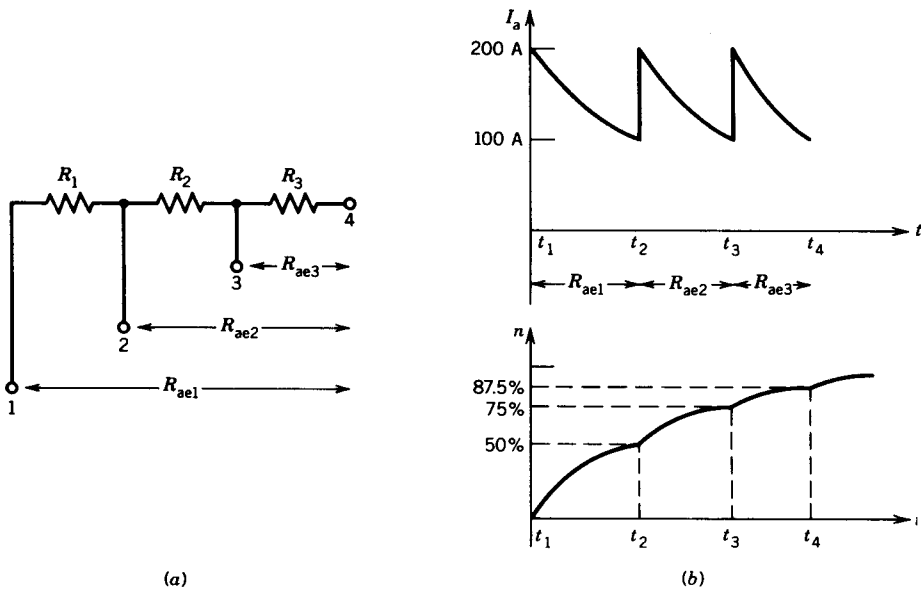 R₁ R₂ R₃
4
3
Rae3
2
Rae2
1
Rae1
(a)
Ia
200 A
100 A
t
t₁ t₂ t₃ t₄
Rae1 Rae2 Rae3
n
87.5%
75%
50%
t₁ t₂ t₃ t₄
(b)